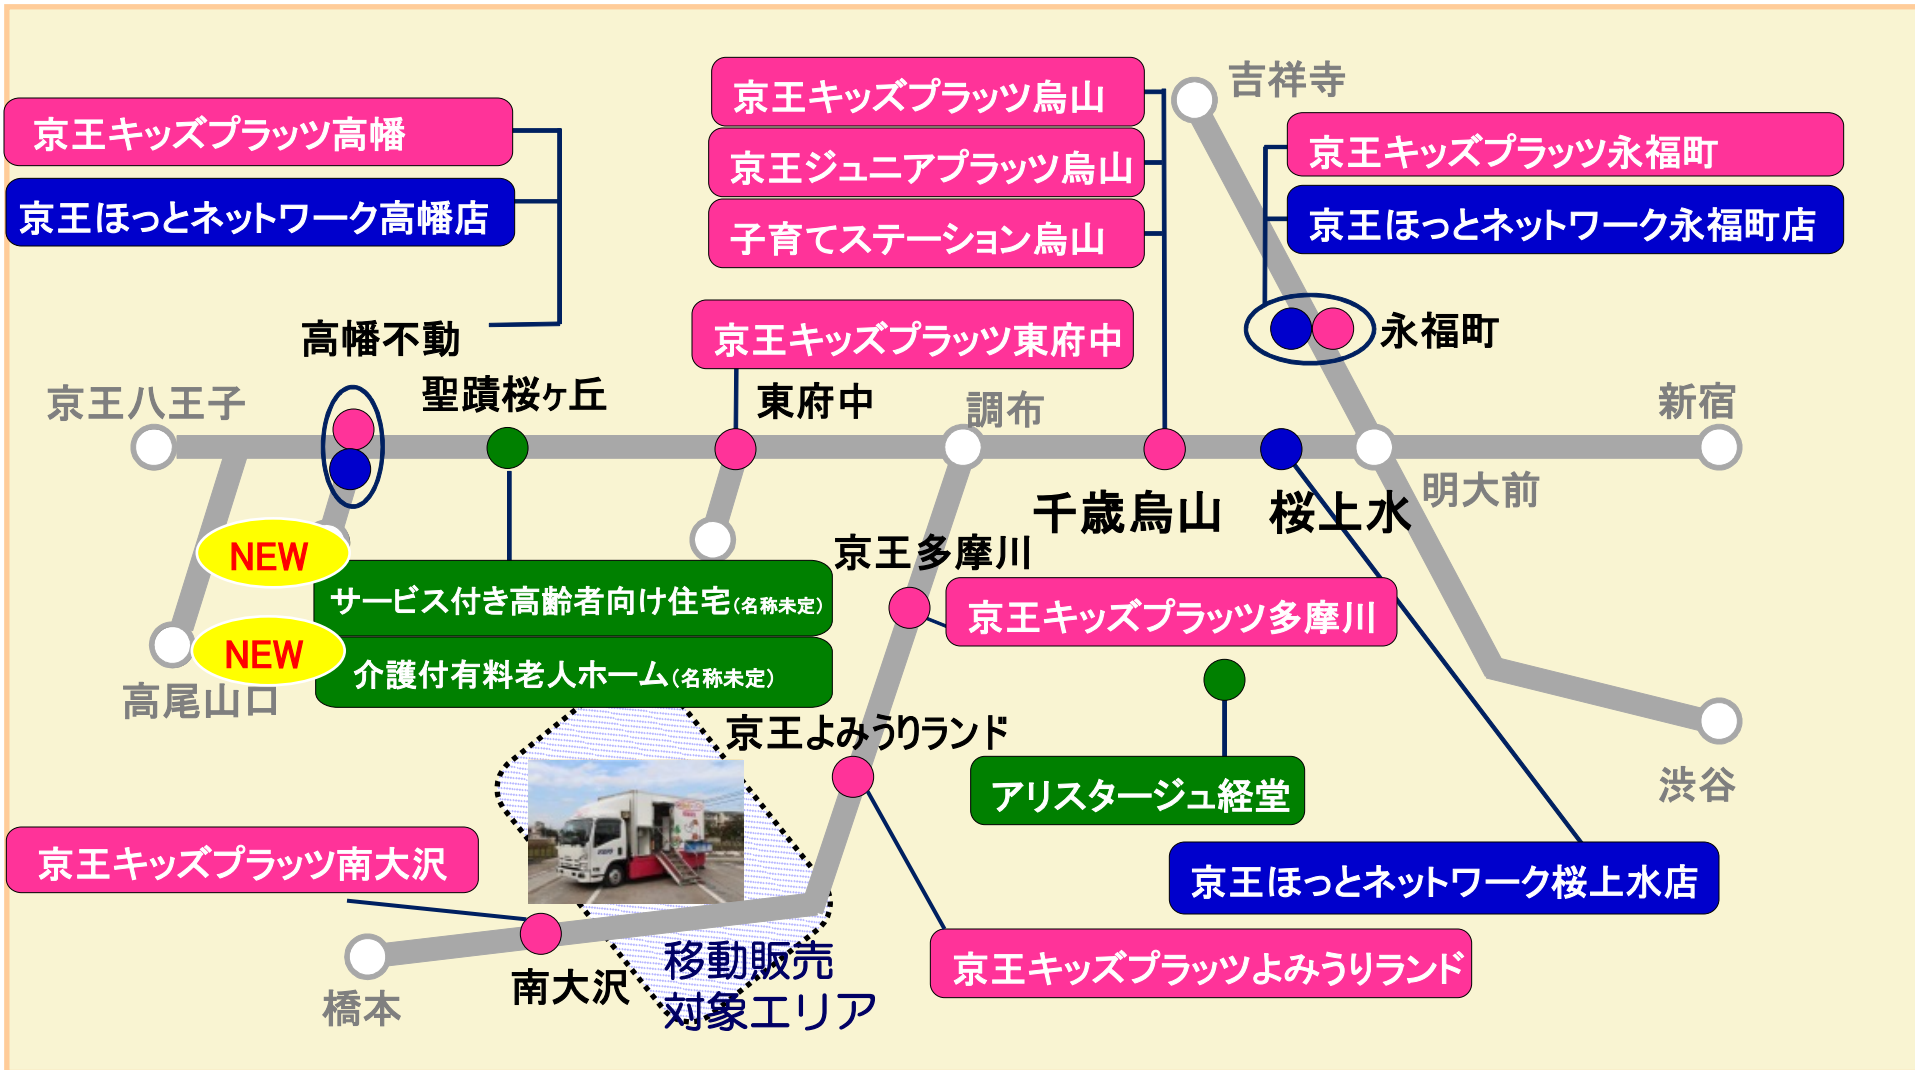 吉祥寺
京王キッズプラッツ烏山
京王キッズプラッツ高幡
京王キッズプラッツ永福町
京王ジュニアプラッツ烏山
京王ほっとネットワーク高幡店
京王ほっとネットワーク永福町店
子育てステーション烏山
高幡不動
京王キッズプラッツ東府中
永福町
京王八王子
聖蹟桜ヶ丘
東府中
調布
新宿
明大前
千歳烏山
桜上水
NEW
京王多摩川
サービス付き高齢者向け住宅(名称未定)
京王キッズプラッツ多摩川
NEW
介護付有料老人ホーム(名称未定)
高尾山口
京王よみうりランド
アリスタージュ経堂
渋谷
京王キッズプラッツ南大沢
京王ほっとネットワーク桜上水店
移動販売
対象エリア
京王キッズプラッツよみうりランド
南大沢
橋本